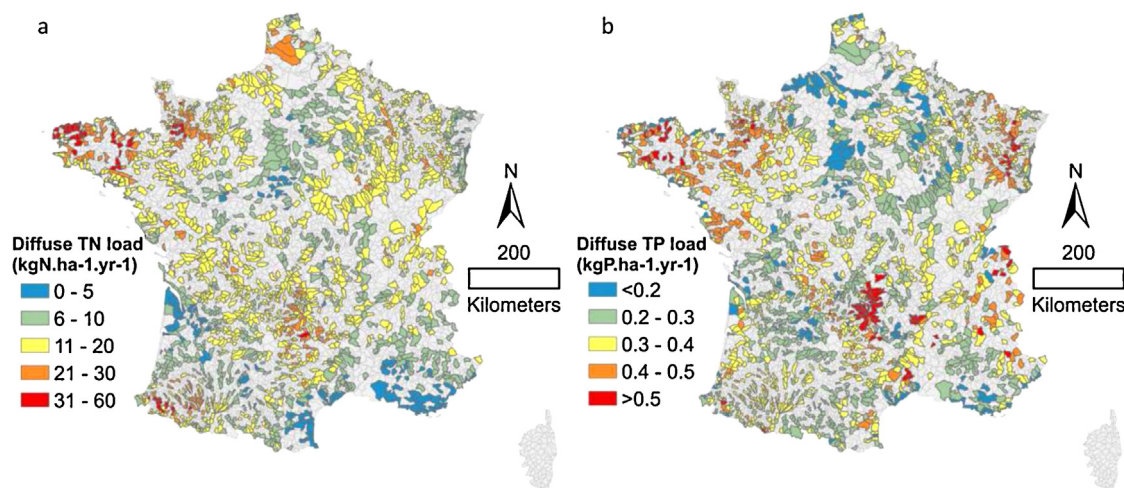 a
N
200
Kilometers
Diffuse TN load
(kgN.ha-1.yr-1)
0 - 5
6 - 10
11 - 20
21 - 30
31 - 60
b
N
200
Kilometers
Diffuse TP load
(kgP.ha-1.yr-1)
<0.2
0.2 - 0.3
0.3 - 0.4
0.4 - 0.5
>0.5